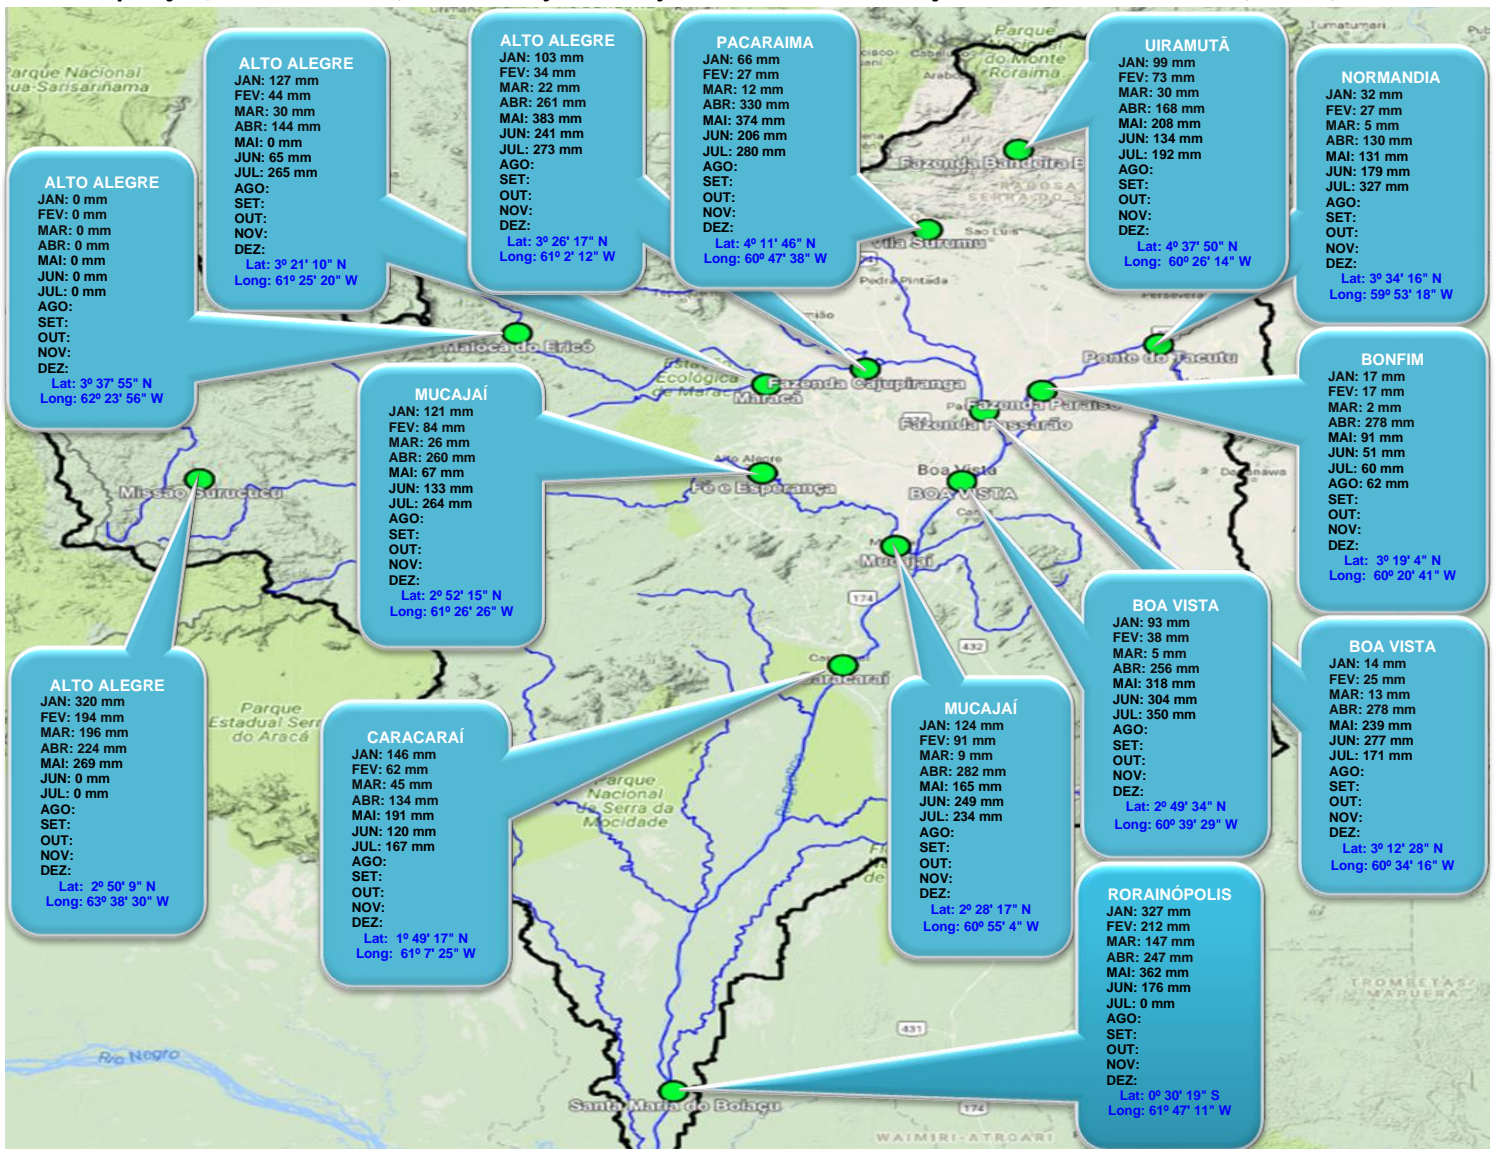 ALTO ALEGRE
JAN: 127 mm
FEV: 44 mm
MAR: 30 mm
ABR: 144 mm
MAI: 0 mm
JUN: 65 mm
JUL: 265 mm
AGO:
SET:
OUT:
NOV:
DEZ:
Lat: 3º 21' 10" N
Long: 61º 25' 20" W
ALTO ALEGRE
JAN: 103 mm
FEV: 34 mm
MAR: 22 mm
ABR: 261 mm
MAI: 383 mm
JUN: 241 mm
JUL: 273 mm
AGO:
SET:
OUT:
NOV:
DEZ:
Lat: 3º 26' 17" N
Long: 61º 2' 12" W
PACARAIMA
JAN: 66 mm
FEV: 27 mm
MAR: 12 mm
ABR: 330 mm
MAI: 374 mm
JUN: 206 mm
JUL: 280 mm
AGO:
SET:
OUT:
NOV:
DEZ:
Lat: 4º 11' 46" N
Long: 60º 47' 38" W
UIRAMUTÃ
JAN: 99 mm
FEV: 73 mm
MAR: 30 mm
ABR: 168 mm
MAI: 208 mm
JUN: 134 mm
JUL: 192 mm
AGO:
SET:
OUT:
NOV:
DEZ:
Lat: 4º 37' 50" N
Long: 60º 26' 14" W
NORMANDIA
JAN: 32 mm
FEV: 27 mm
MAR: 5 mm
ABR: 130 mm
MAI: 131 mm
JUN: 179 mm
JUL: 327 mm
AGO:
SET:
OUT:
NOV:
DEZ:
Lat: 3º 34' 16" N
Long: 59º 53' 18" W
ALTO ALEGRE
JAN: 0 mm
FEV: 0 mm
MAR: 0 mm
ABR: 0 mm
MAI: 0 mm
JUN: 0 mm
JUL: 0 mm
AGO:
SET:
OUT:
NOV:
DEZ:
Lat: 3º 37' 55" N
Long: 62º 23' 56" W
MUCAJAÍ
JAN: 121 mm
FEV: 84 mm
MAR: 26 mm
ABR: 260 mm
MAI: 67 mm
JUN: 133 mm
JUL: 264 mm
AGO:
SET:
OUT:
NOV:
DEZ:
Lat: 2º 52' 15" N
Long: 61º 26' 26" W
BONFIM
JAN: 17 mm
FEV: 17 mm
MAR: 2 mm
ABR: 278 mm
MAI: 91 mm
JUN: 51 mm
JUL: 60 mm
AGO: 62 mm
SET:
OUT:
NOV:
DEZ:
Lat: 3º 19' 4" N
Long: 60º 20' 41" W
ALTO ALEGRE
JAN: 320 mm
FEV: 194 mm
MAR: 196 mm
ABR: 224 mm
MAI: 269 mm
JUN: 0 mm
JUL: 0 mm
AGO:
SET:
OUT:
NOV:
DEZ:
Lat: 2º 50' 9" N
Long: 63º 38' 30" W
CARACARAÍ
JAN: 146 mm
FEV: 62 mm
MAR: 45 mm
ABR: 134 mm
MAI: 191 mm
JUN: 120 mm
JUL: 167 mm
AGO:
SET:
OUT:
NOV:
DEZ:
Lat: 1º 49' 17" N
Long: 61º 7' 25" W
MUCAJAÍ
JAN: 124 mm
FEV: 91 mm
MAR: 9 mm
ABR: 282 mm
MAI: 165 mm
JUN: 249 mm
JUL: 234 mm
AGO:
SET:
OUT:
NOV:
DEZ:
Lat: 2º 28' 17" N
Long: 60º 55' 4" W
BOA VISTA
JAN: 93 mm
FEV: 38 mm
MAR: 5 mm
ABR: 256 mm
MAI: 318 mm
JUN: 304 mm
JUL: 350 mm
AGO:
SET:
OUT:
NOV:
DEZ:
Lat: 2º 49' 34" N
Long: 60º 39' 29" W
BOA VISTA
JAN: 14 mm
FEV: 25 mm
MAR: 13 mm
ABR: 278 mm
MAI: 239 mm
JUN: 277 mm
JUL: 171 mm
AGO:
SET:
OUT:
NOV:
DEZ:
Lat: 3º 12' 28" N
Long: 60º 34' 16" W
RORAINÓPOLIS
JAN: 327 mm
FEV: 212 mm
MAR: 147 mm
ABR: 247 mm
MAI: 362 mm
JUN: 176 mm
JUL: 0 mm
AGO:
SET:
OUT:
NOV:
DEZ:
Lat: 0º 30' 19" S
Long: 61º 47' 11" W
Tumatumari
Parque Nacional
Parque
do Monte
Roraima
Fazenda Bandeira B
Vila Surumu
Sao Luis
Pedra Pintada
Maloca do Ericó
Ponte do Tacutu
Ecológica
Maracá
Fazenda Cajupiranga
Fazenda Paraíso
Fazenda Passarão
Alto Alegre
Fé e Esperança
Boa Vista
BOA VISTA
Missão Surucucu
Mucajaí
174
432
Caracaraí
Parque
Estadual Serr
do Aracá
Parque
Nacional
da Serra da
Mocidade
Rio Branco
TROMBETAS/
MAPUERA
431
Rio Negro
Santa Maria do Boiaçu
174
WAIMIRI-ATROARI